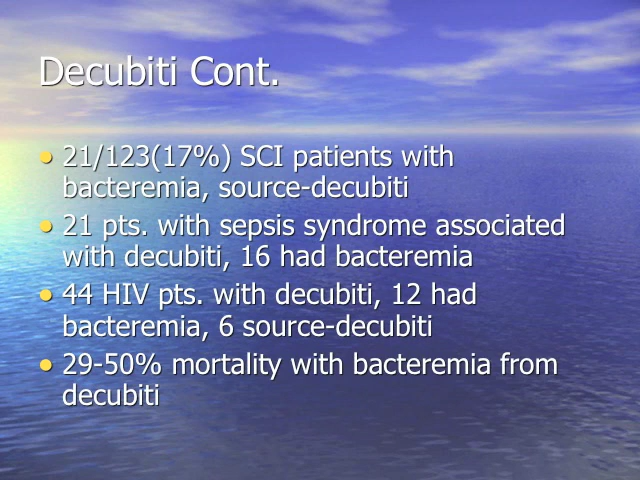 Decubiti Cont.
• 21/123(17%) SCI patients with
bacteremia, source-decubiti
• 21 pts. with sepsis syndrome associated
with decubiti, 16 had bacteremia
• 44 HIV pts. with decubiti, 12 had
bacteremia, 6 source-decubiti
• 29-50% mortality with bacteremia from
decubiti